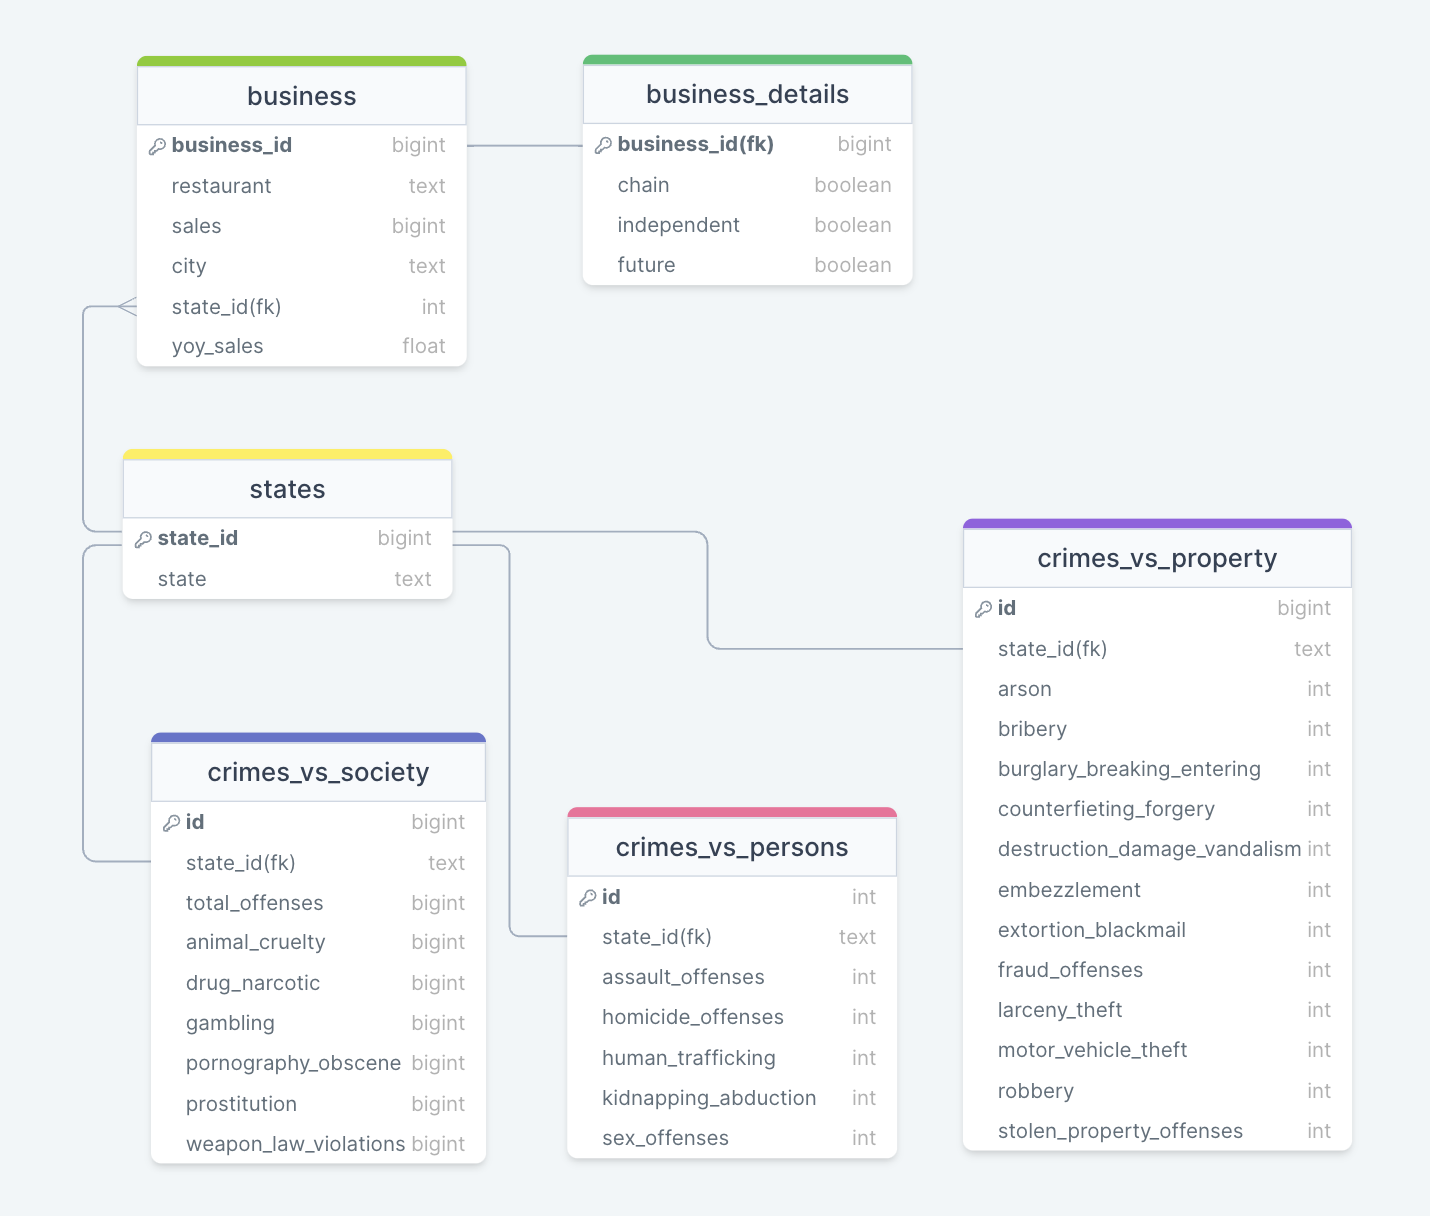 business
business_id bigint
restaurant text
sales bigint
city text
state_id(fk) int
yoy_sales float
business_details
business_id(fk) bigint
chain boolean
independent boolean
future boolean
states
state_id bigint
state text
crimes_vs_property
id bigint
state_id(fk) text
arson int
bribery int
burglary_breaking_entering int
counterfieting_forgery int
destruction_damage_vandalism int
embezzlement int
extortion_blackmail int
fraud_offenses int
larceny_theft int
motor_vehicle_theft int
robbery int
stolen_property_offenses int
crimes_vs_society
id bigint
state_id(fk) text
total_offenses bigint
animal_cruelty bigint
drug_narcotic bigint
gambling bigint
pornography_obscene bigint
prostitution bigint
weapon_law_violations bigint
crimes_vs_persons
id int
state_id(fk) text
assault_offenses int
homicide_offenses int
human_trafficking int
kidnapping_abduction int
sex_offenses int